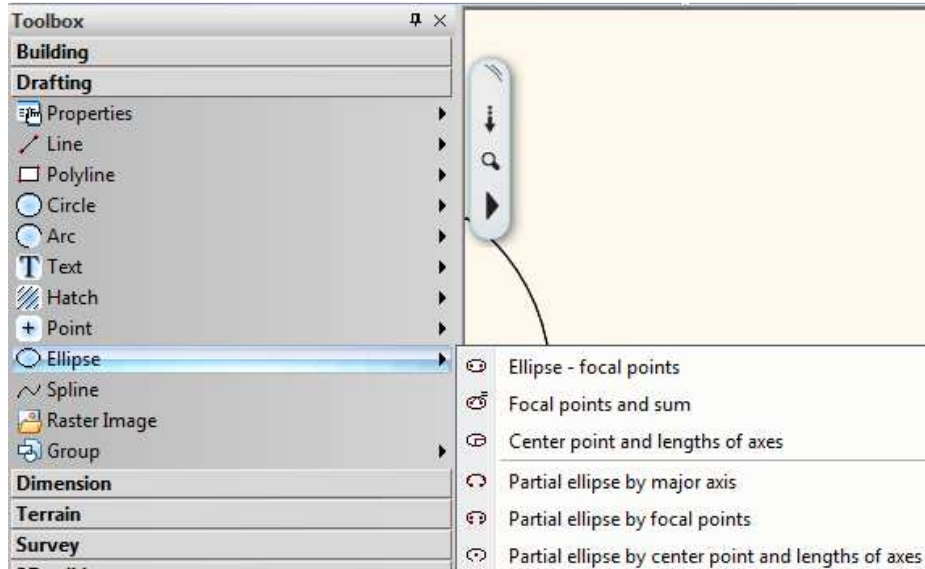 Toolbox
Building
Drafting
Properties
Line
Polyline
Circle
Arc
Text
Hatch
Point
Ellipse
Spline
Raster Image
Group
Dimension
Terrain
Survey
Ellipse - focal points
Focal points and sum
Center point and lengths of axes
Partial ellipse by major axis
Partial ellipse by focal points
Partial ellipse by center point and lengths of axes